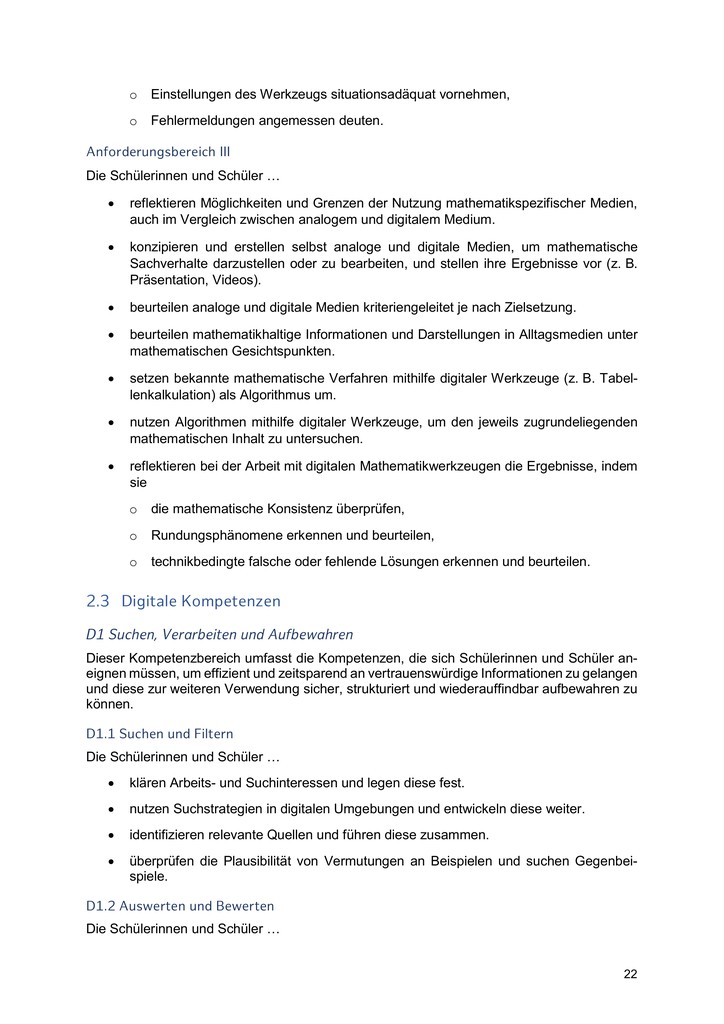 o Einstellungen des Werkzeugs situationsadäquat vornehmen,
o Fehlermeldungen angemessen deuten.
Anforderungsbereich III
Die Schülerinnen und Schüler …
• reflektieren Möglichkeiten und Grenzen der Nutzung mathematikspezifischer Medien,
auch im Vergleich zwischen analogem und digitalem Medium.
• konzipieren und erstellen selbst analoge und digitale Medien, um mathematische
Sachverhalte darzustellen oder zu bearbeiten, und stellen ihre Ergebnisse vor (z. B.
Präsentation, Videos).
• beurteilen analoge und digitale Medien kriteriengeleitet je nach Zielsetzung.
• beurteilen mathematikhaltige Informationen und Darstellungen in Alltagsmedien unter
mathematischen Gesichtspunkten.
• setzen bekannte mathematische Verfahren mithilfe digitaler Werkzeuge (z. B. Tabel-
lenkalkulation) als Algorithmus um.
• nutzen Algorithmen mithilfe digitaler Werkzeuge, um den jeweils zugrundeliegenden
mathematischen Inhalt zu untersuchen.
• reflektieren bei der Arbeit mit digitalen Mathematikwerkzeugen die Ergebnisse, indem
sie
o die mathematische Konsistenz überprüfen,
o Rundungsphänomene erkennen und beurteilen,
o technikbedingte falsche oder fehlende Lösungen erkennen und beurteilen.
2.3 Digitale Kompetenzen
D1 Suchen, Verarbeiten und Aufbewahren
Dieser Kompetenzbereich umfasst die Kompetenzen, die sich Schülerinnen und Schüler an-
eignen müssen, um effizient und zeitsparend an vertrauenswürdige Informationen zu gelangen
und diese zur weiteren Verwendung sicher, strukturiert und wiederauffindbar aufbewahren zu
können.
D1.1 Suchen und Filtern
Die Schülerinnen und Schüler …
• klären Arbeits- und Suchinteressen und legen diese fest.
• nutzen Suchstrategien in digitalen Umgebungen und entwickeln diese weiter.
• identifizieren relevante Quellen und führen diese zusammen.
• überprüfen die Plausibilität von Vermutungen an Beispielen und suchen Gegenbei-
spiele.
D1.2 Auswerten und Bewerten
Die Schülerinnen und Schüler …
22